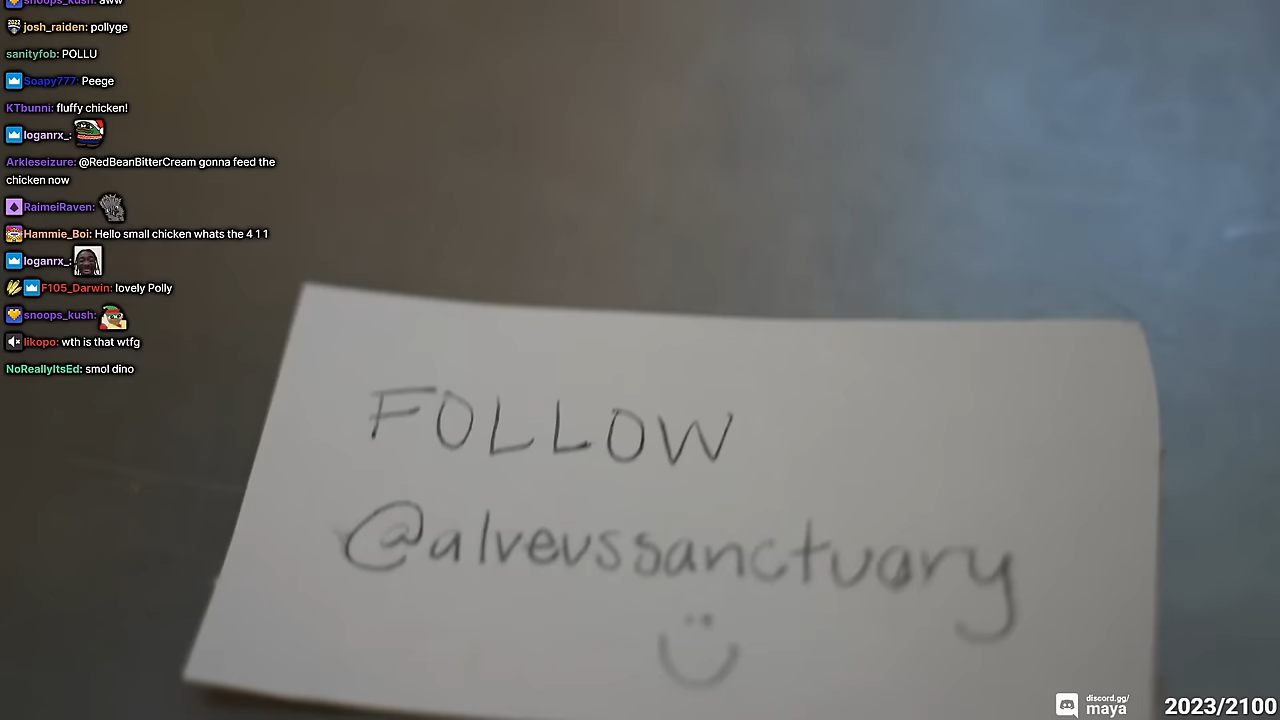 snoops_kush: aww
josh_raiden: pollyge
sanityfob: POLLU
Soapy777: Peege
KTbunni: fluffy chicken!
loganrx_:
Arkleseizure: @RedBeanBitterCream gonna feed the
chicken now
RaimeiRaven:
Hammie_Boi: Hello small chicken whats the 4 1 1
loganrx_:
F105_Darwin: lovely Polly
snoops_kush:
likopo: wth is that wtfg
NoReallyItsEd: smol dino
FOLLOW
@alveussanctuary
discord.gg/
maya
2023/2100